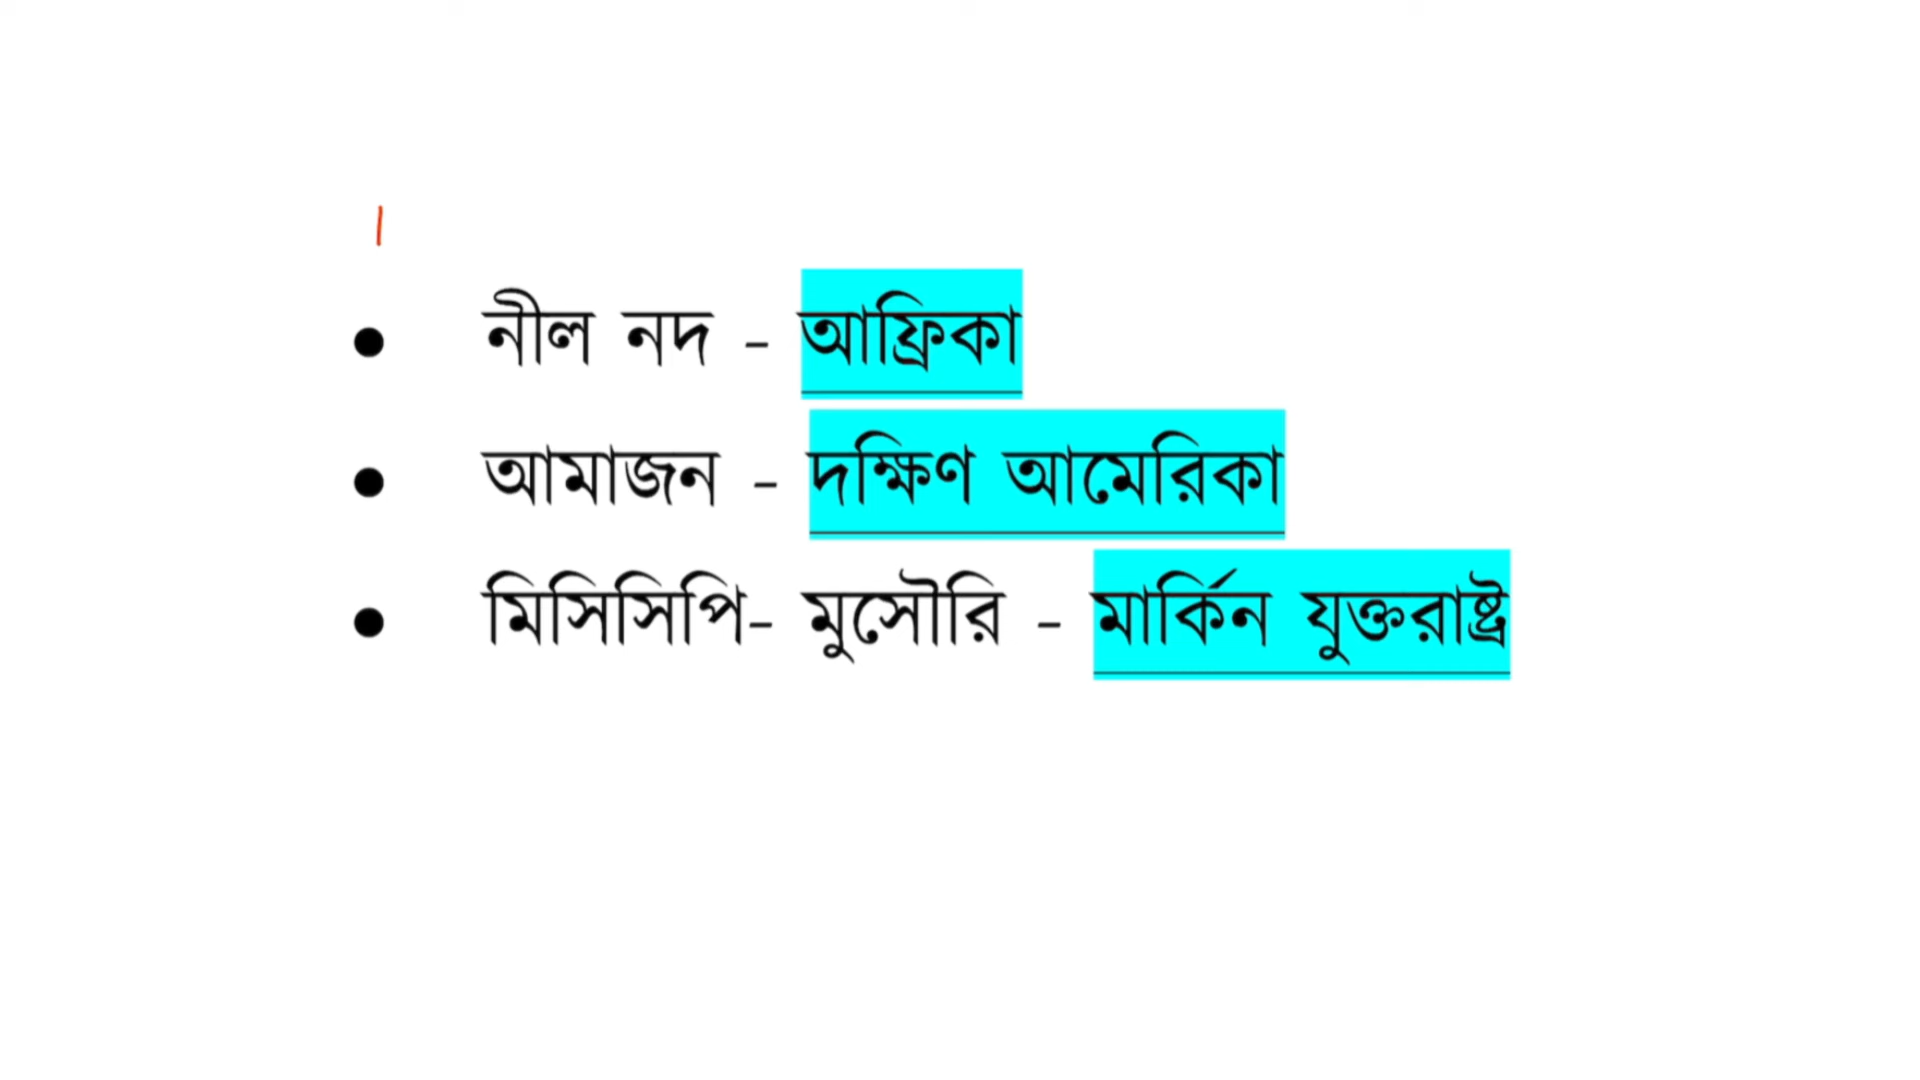 • নীল নদ - আফ্রিকা
• আমাজন - দক্ষিণ আমেরিকা
• মিসিসিপি- মুসৌরি - মার্কিন যুক্তরাষ্ট্র